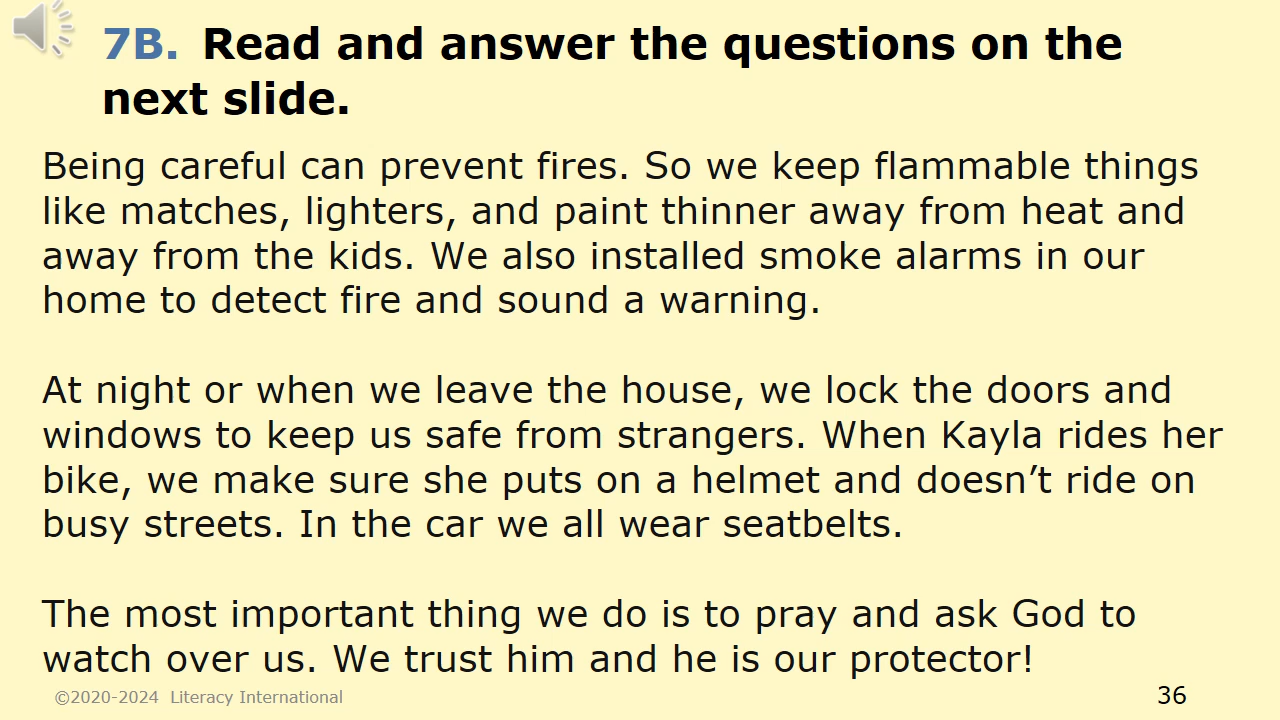 7B. Read and answer the questions on the
next slide.
Being careful can prevent fires. So we keep flammable things
like matches, lighters, and paint thinner away from heat and
away from the kids. We also installed smoke alarms in our
home to detect fire and sound a warning.
At night or when we leave the house, we lock the doors and
windows to keep us safe from strangers. When Kayla rides her
bike, we make sure she puts on a helmet and doesn’t ride on
busy streets. In the car we all wear seatbelts.
The most important thing we do is to pray and ask God to
watch over us. We trust him and he is our protector!
©2020-2024 Literacy International
36